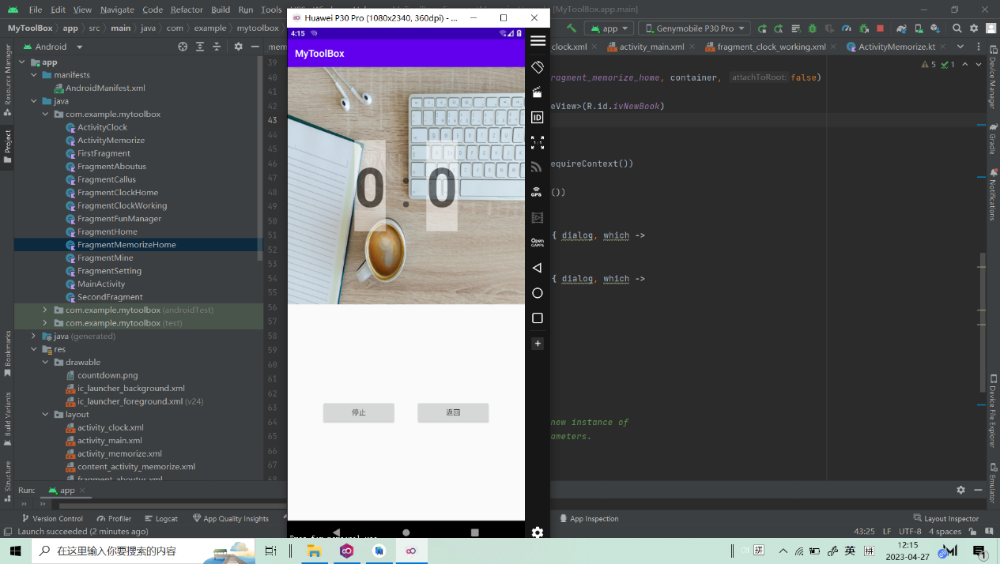 File Edit View Navigate Code Refactor Build Run Tools
Huawei P30 Pro (1080x2340, 360dpi) - ...
[MyToolBox.app.main]
MyToolBox app src main java com example mytoolbox
app
Genymobile P30 Pro
Android
clock.xml activity_main.xml fragment_clock_working.xml ActivityMemorize.kt
5 1
app
manifests
AndroidManifest.xml
java
com.example.mytoolbox
ActivityClock
ActivityMemorize
FirstFragment
FragmentAboutus
FragmentCallus
FragmentClockHome
FragmentClockWorking
FragmentFunManager
FragmentHome
FragmentMemorizeHome
FragmentMine
FragmentSetting
MainActivity
SecondFragment
com.example.mytoolbox (androidTest)
com.example.mytoolbox (test)
java (generated)
res
drawable
countdown.png
ic_launcher_background.xml
ic_launcher_foreground.xml (v24)
layout
activity_clock.xml
activity_main.xml
activity_memorize.xml
content_activity_memorize.xml
fragment_aboutus.xml
Resource Manager
Project
Bookmarks
Build Variants
Structure
39
40
41
42
43
44
45
46
47
48
49
50
51
52
53
54
55
56
57
58
59
60
61
62
63
64
65
66
67
68
4:15
MyToolBox
0 : 0
停止 返回
ID
1:1
GPS
Open GAPPS
ragment_memorize_home, container, attachToRoot: false)
eView>(R.id.ivNewBook)
equireContext())
())
{ dialog, which ->
{ dialog, which ->
new instance of
ameters.
Device Manager
Gradle
Notifications
Device File Explorer
Emulator
Run: app
Version Control Profiler Logcat App Quality Insights
App Inspection
Layout Inspector
Launch succeeded (2 minutes ago)
43:25 LF UTF-8 4 spaces
在这里输入你要搜索的内容
拼
英
拼
12:15
2023-04-27
1